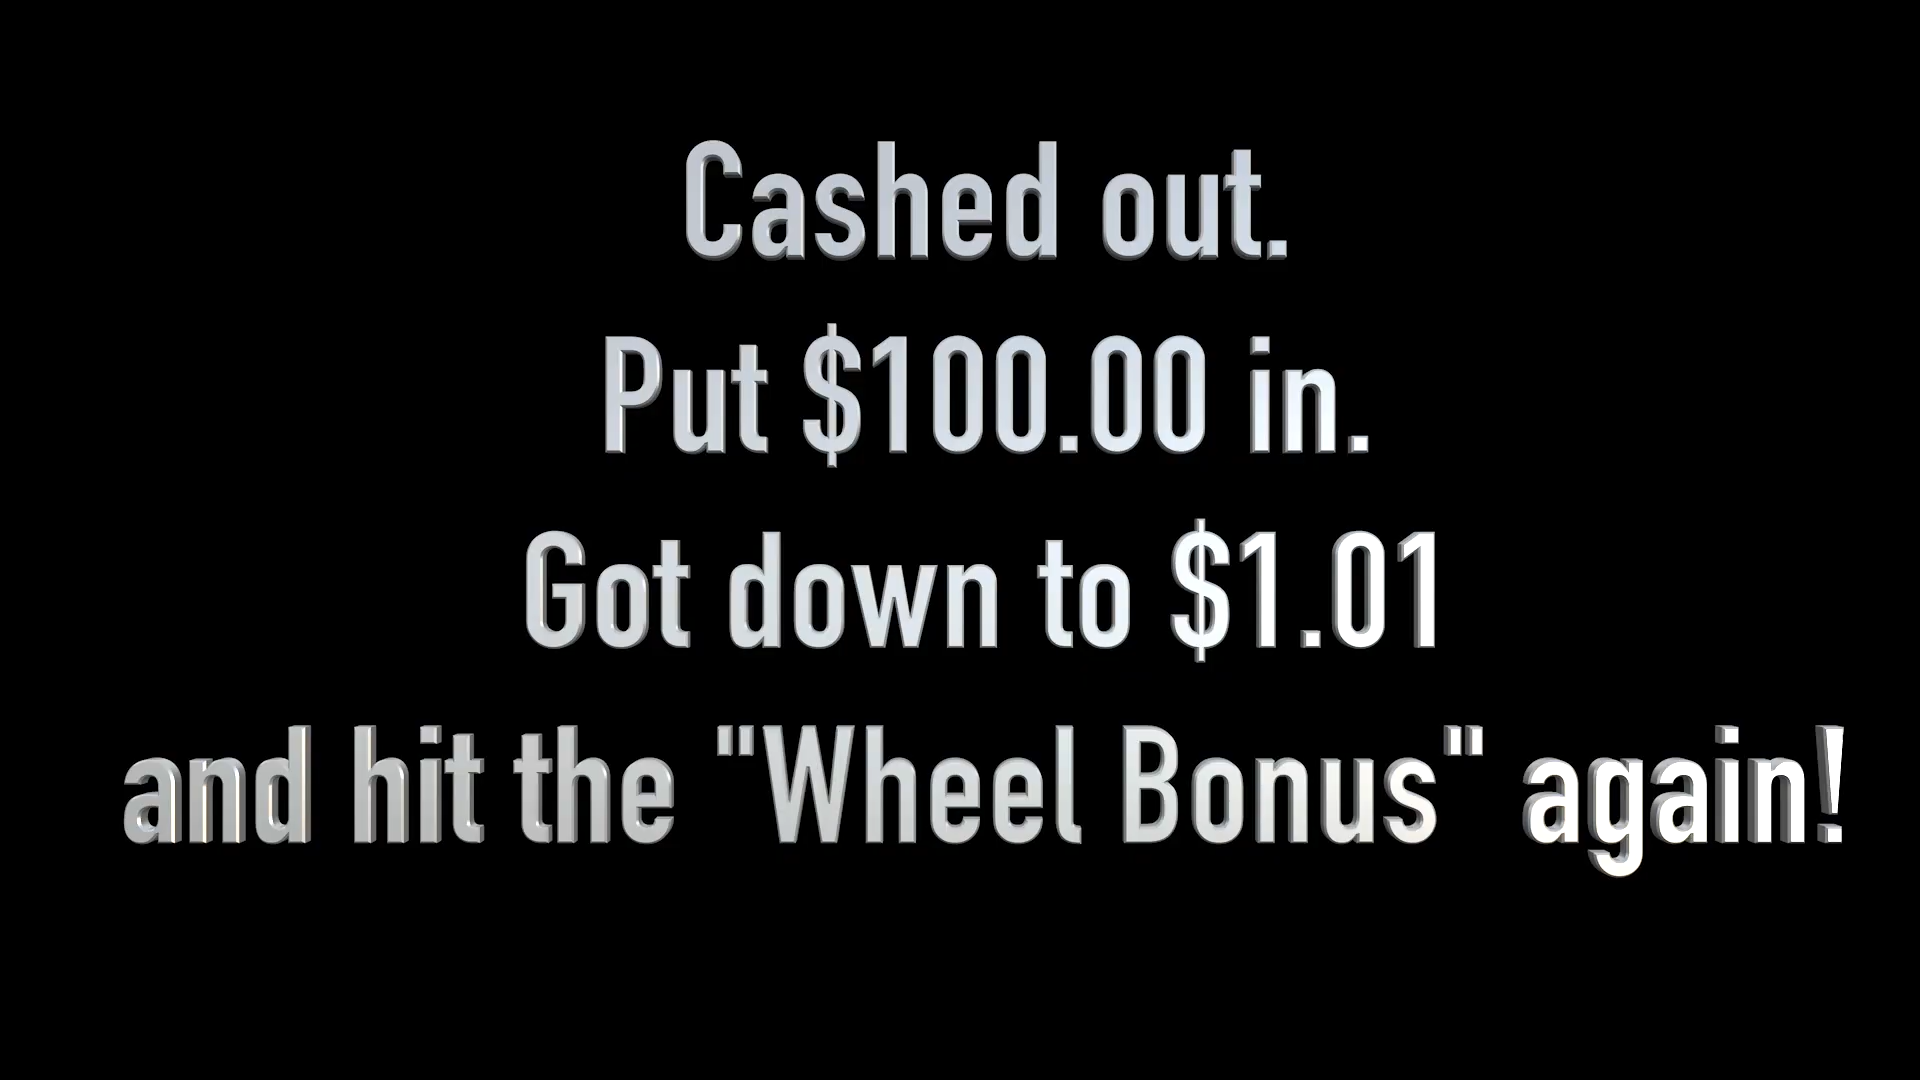 Cashed out.
Put $100.00 in.
Got down to $1.01
and hit the "Wheel Bonus" again!